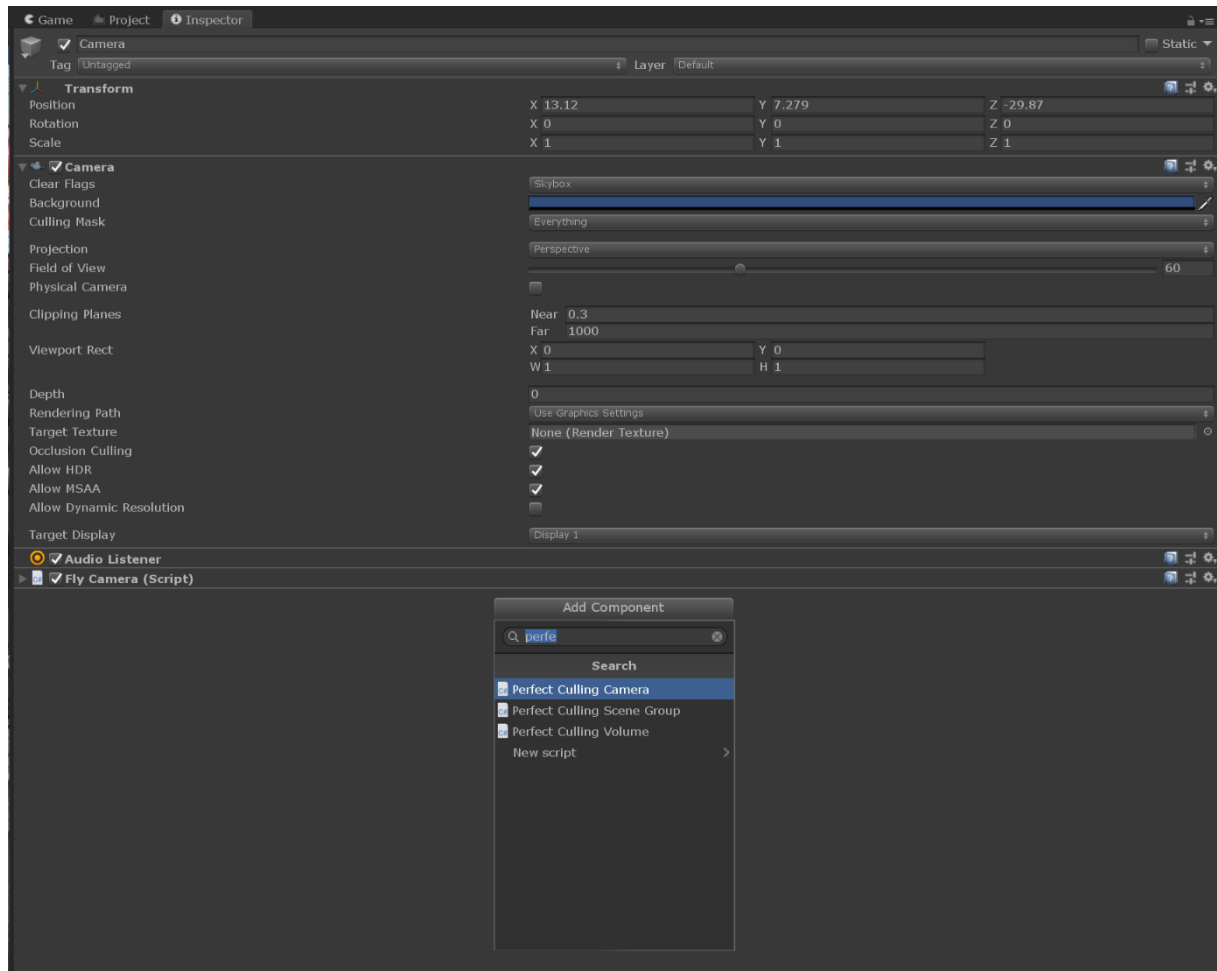 Game Project Inspector
Camera Static
Tag Untagged Layer Default
Transform
Position X 13.12 Y 7.279 Z -29.87
Rotation X 0 Y 0 Z 0
Scale X 1 Y 1 Z 1
Camera
Clear Flags Skybox
Background
Culling Mask Everything
Projection Perspective
Field of View 60
Physical Camera
Clipping Planes Near 0.3
Far 1000
Viewport Rect X 0 Y 0
W 1 H 1
Depth 0
Rendering Path Use Graphics Settings
Target Texture None (Render Texture)
Occlusion Culling
Allow HDR
Allow MSAA
Allow Dynamic Resolution
Target Display Display 1
Audio Listener
Fly Camera (Script)
Add Component
perfe
Search
Perfect Culling Camera
Perfect Culling Scene Group
Perfect Culling Volume
New script